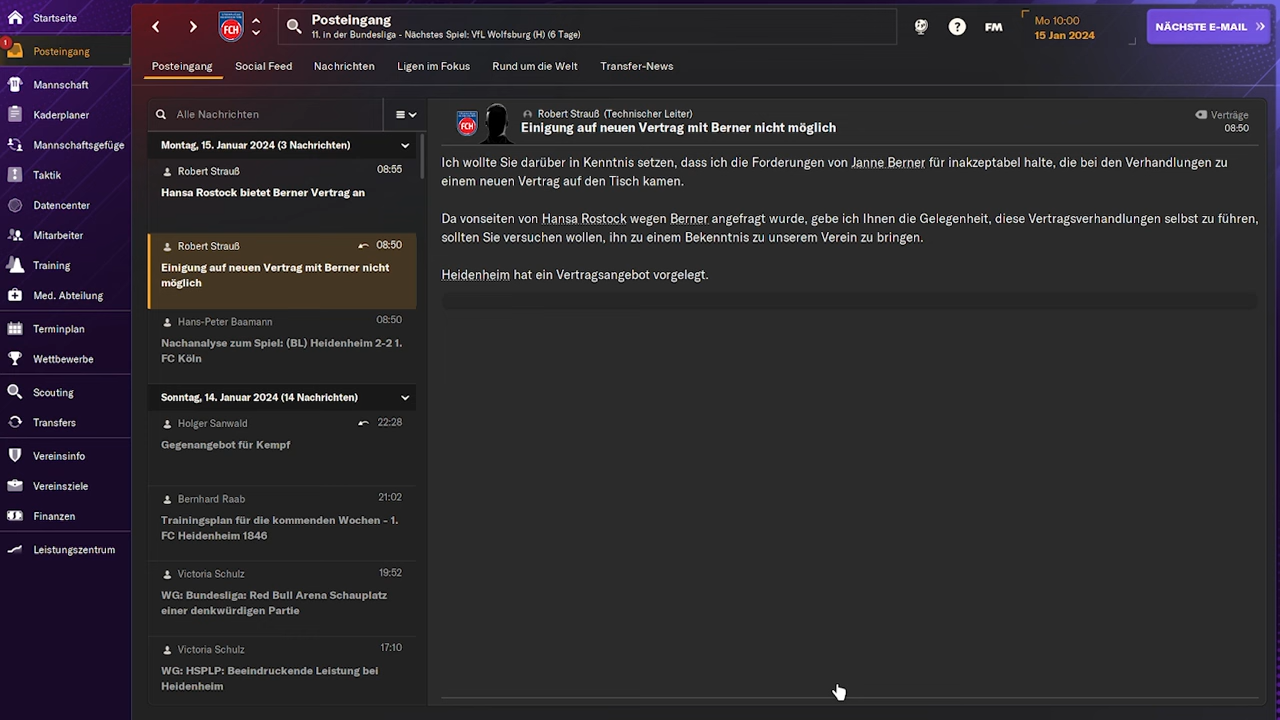 Startseite
1
Posteingang
Mannschaft
Kaderplaner
Mannschaftsgefüge
Taktik
Datencenter
Mitarbeiter
Training
Med. Abteilung
Terminplan
Wettbewerbe
Scouting
Transfers
Vereinsinfo
Vereinsziele
Finanzen
Leistungszentrum
FCH
Posteingang
11. in der Bundesliga - Nächstes Spiel: VfL Wolfsburg (H) (6 Tage)
?
FM
Mo 10:00
15 Jan 2024
NÄCHSTE E-MAIL
Posteingang Social Feed Nachrichten Ligen im Fokus Rund um die Welt Transfer-News
Alle Nachrichten
Montag, 15. Januar 2024 (3 Nachrichten)
Robert Strauß 08:55
Hansa Rostock bietet Berner Vertrag an
Robert Strauß 08:50
Einigung auf neuen Vertrag mit Berner nicht
möglich
Hans-Peter Baamann 08:50
Nachanalyse zum Spiel: (BL) Heidenheim 2-2 1.
FC Köln
Sonntag, 14. Januar 2024 (14 Nachrichten)
Holger Sanwald 22:28
Gegenangebot für Kempf
Bernhard Raab 21:02
Trainingsplan für die kommenden Wochen - 1.
FC Heidenheim 1846
Victoria Schulz 19:52
WG: Bundesliga: Red Bull Arena Schauplatz
einer denkwürdigen Partie
Victoria Schulz 17:10
WG: HSPLP: Beeindruckende Leistung bei
Heidenheim
FCH
Robert Strauß (Technischer Leiter)
Einigung auf neuen Vertrag mit Berner nicht möglich
Verträge
08:50
Ich wollte Sie darüber in Kenntnis setzen, dass ich die Forderungen von Janne Berner für inakzeptabel halte, die bei den Verhandlungen zu
einem neuen Vertrag auf den Tisch kamen.
Da vonseiten von Hansa Rostock wegen Berner angefragt wurde, gebe ich Ihnen die Gelegenheit, diese Vertragsverhandlungen selbst zu führen,
sollten Sie versuchen wollen, ihn zu einem Bekenntnis zu unserem Verein zu bringen.
Heidenheim hat ein Vertragsangebot vorgelegt.